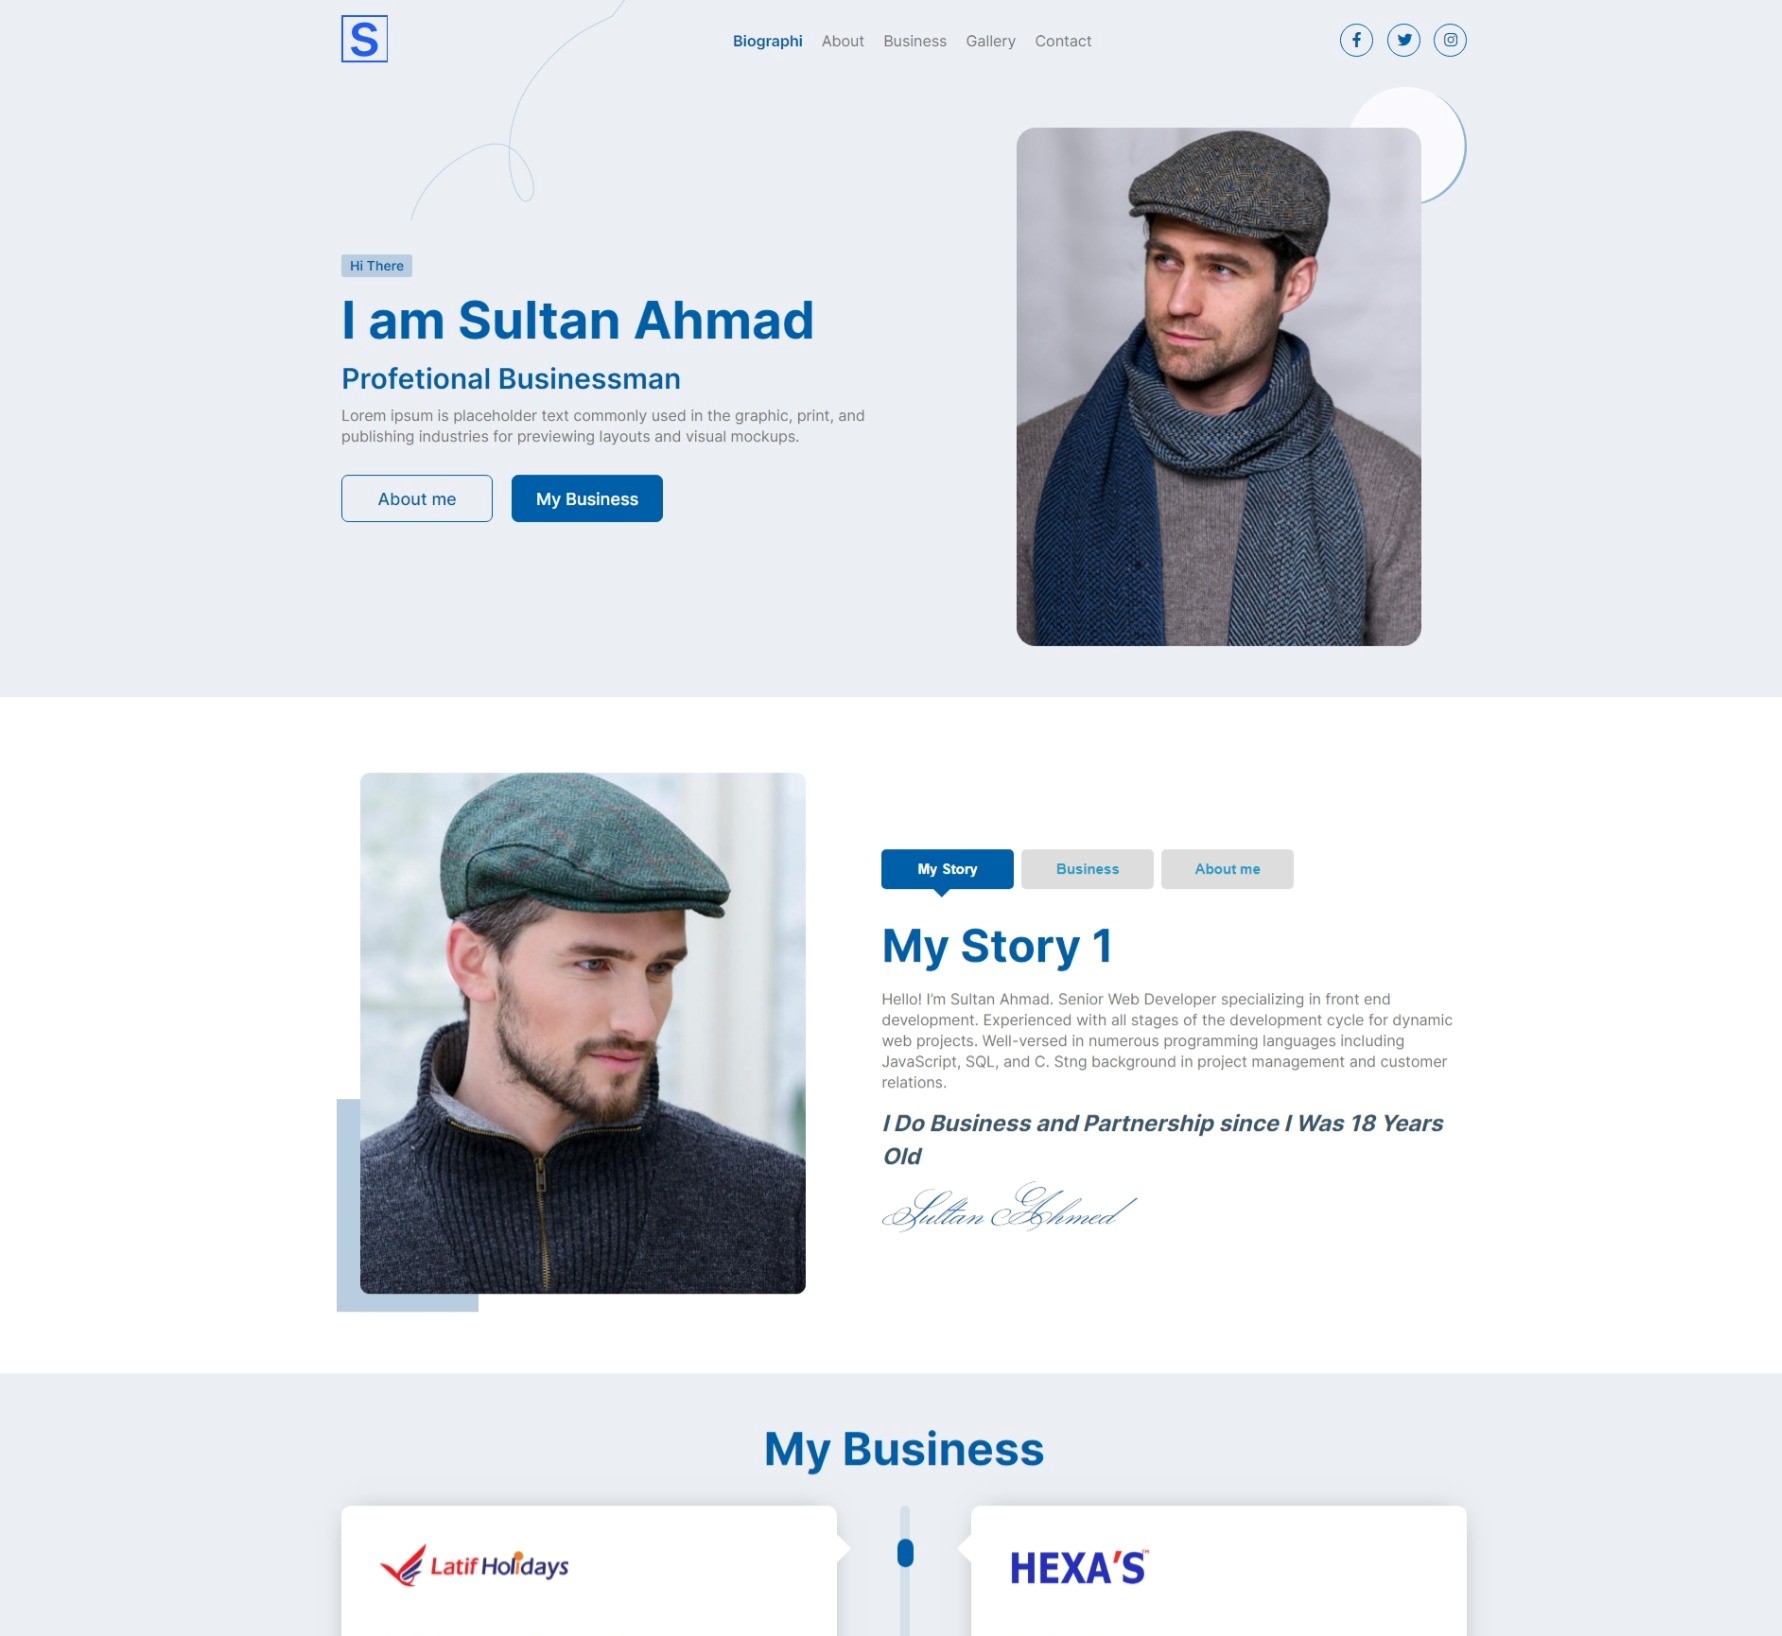 S
Biographi About Business Gallery Contact
Hi There
I am Sultan Ahmad
Profetional Businessman
Lorem ipsum is placeholder text commonly used in the graphic, print, and
publishing industries for previewing layouts and visual mockups.
About me My Business
My Story Business About me
My Story 1
Hello! I'm Sultan Ahmad. Senior Web Developer specializing in front end
development. Experienced with all stages of the development cycle for dynamic
web projects. Well-versed in numerous programming languages including
JavaScript, SQL, and C. Stng background in project management and customer
relations.
I Do Business and Partnership since I Was 18 Years
Old
Sultan Ahmed
My Business
Latif Holidays
HEXA'S™